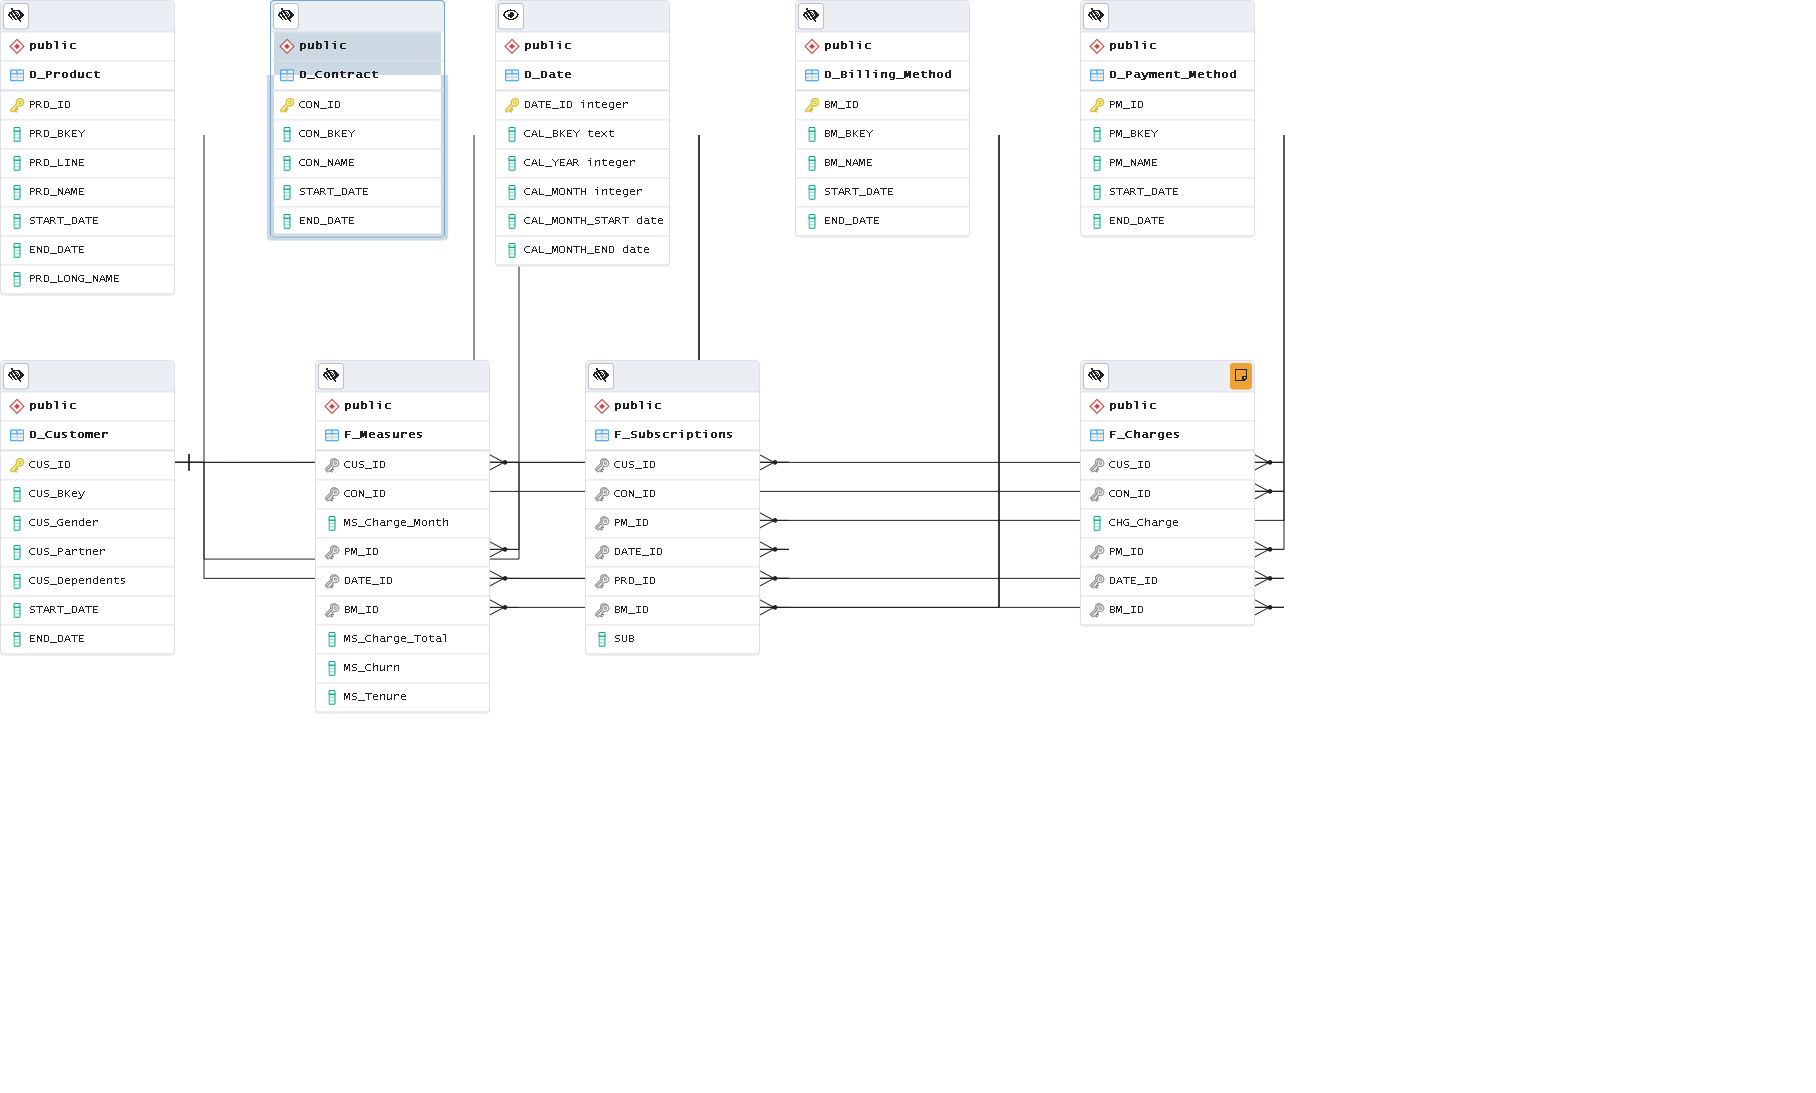 public
D_Product
PRD_ID
PRD_BKEY
PRD_LINE
PRD_NAME
START_DATE
END_DATE
PRD_LONG_NAME
public
D_Contract
CON_ID
CON_BKEY
CON_NAME
START_DATE
END_DATE
public
D_Date
DATE_ID integer
CAL_BKEY text
CAL_YEAR integer
CAL_MONTH integer
CAL_MONTH_START date
CAL_MONTH_END date
public
D_Billing_Method
BM_ID
BM_BKEY
BM_NAME
START_DATE
END_DATE
public
D_Payment_Method
PM_ID
PM_BKEY
PM_NAME
START_DATE
END_DATE
public
D_Customer
CUS_ID
CUS_BKey
CUS_Gender
CUS_Partner
CUS_Dependents
START_DATE
END_DATE
public
F_Measures
CUS_ID
CON_ID
MS_Charge_Month
PM_ID
DATE_ID
BM_ID
MS_Charge_Total
MS_Churn
MS_Tenure
public
F_Subscriptions
CUS_ID
CON_ID
PM_ID
DATE_ID
PRD_ID
BM_ID
SUB
public
F_Charges
CUS_ID
CON_ID
CHG_Charge
PM_ID
DATE_ID
BM_ID